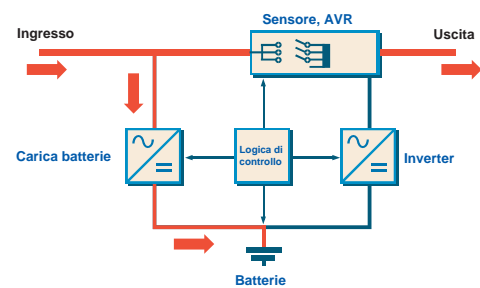 Sensore, AVR
Ingresso
Uscita
Carica batterie
Logica di
controllo
Inverter
Batterie